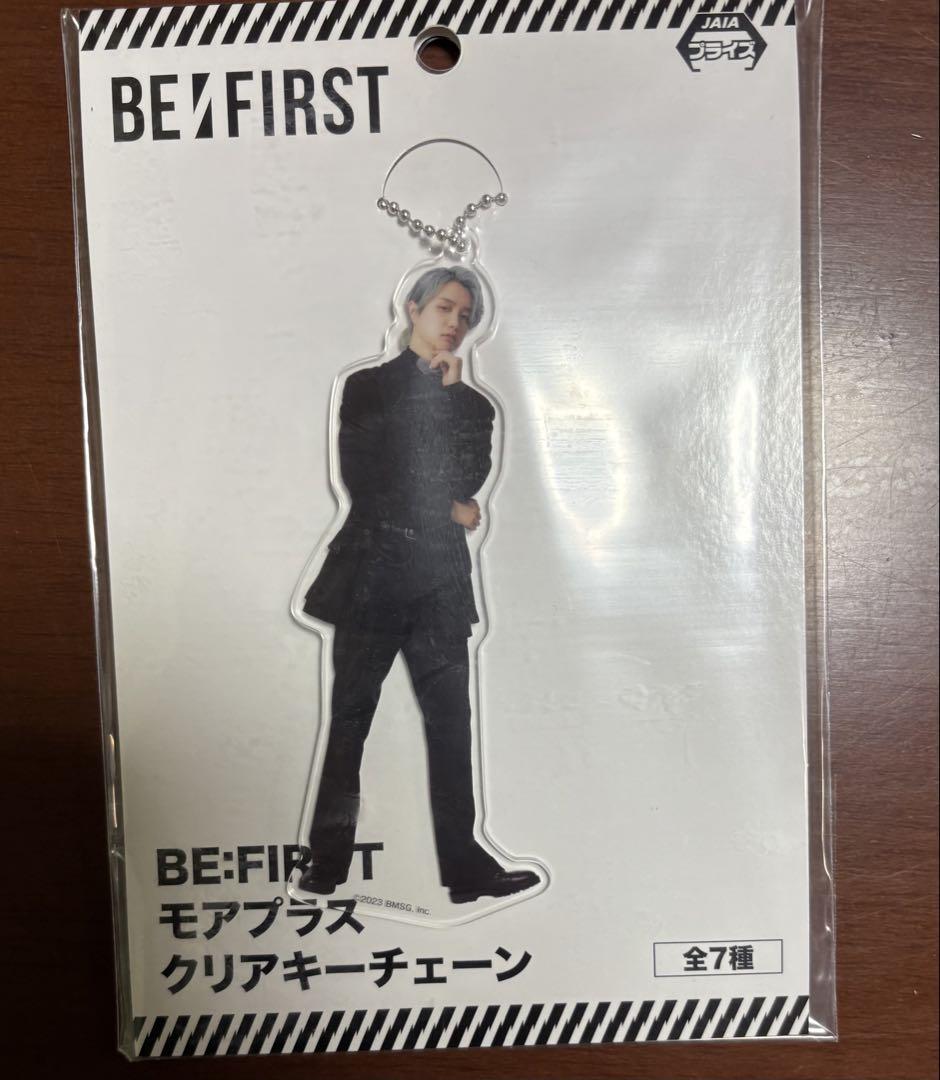 JAIA
プライズ
BE:FIRST
BE:FIRST
モアプラス
クリアキーチェーン
©2023 BMSG, Inc.
全7種